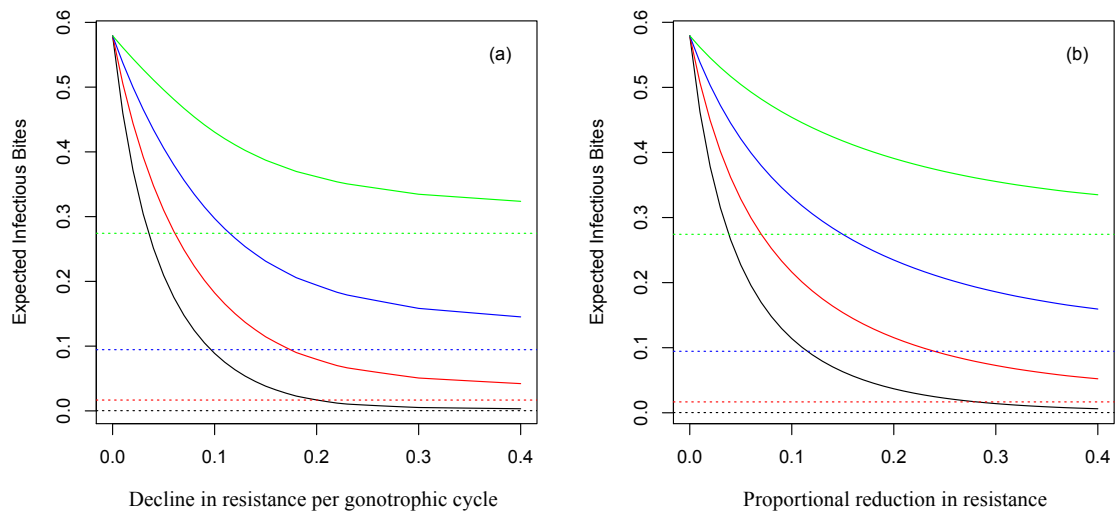 (a)
Expected Infectious Bites
0.0 0.1 0.2 0.3 0.4 0.5 0.6
0.0 0.1 0.2 0.3 0.4
Decline in resistance per gonotrophic cycle
(b)
Expected Infectious Bites
0.0 0.1 0.2 0.3 0.4 0.5 0.6
0.0 0.1 0.2 0.3 0.4
Proportional reduction in resistance